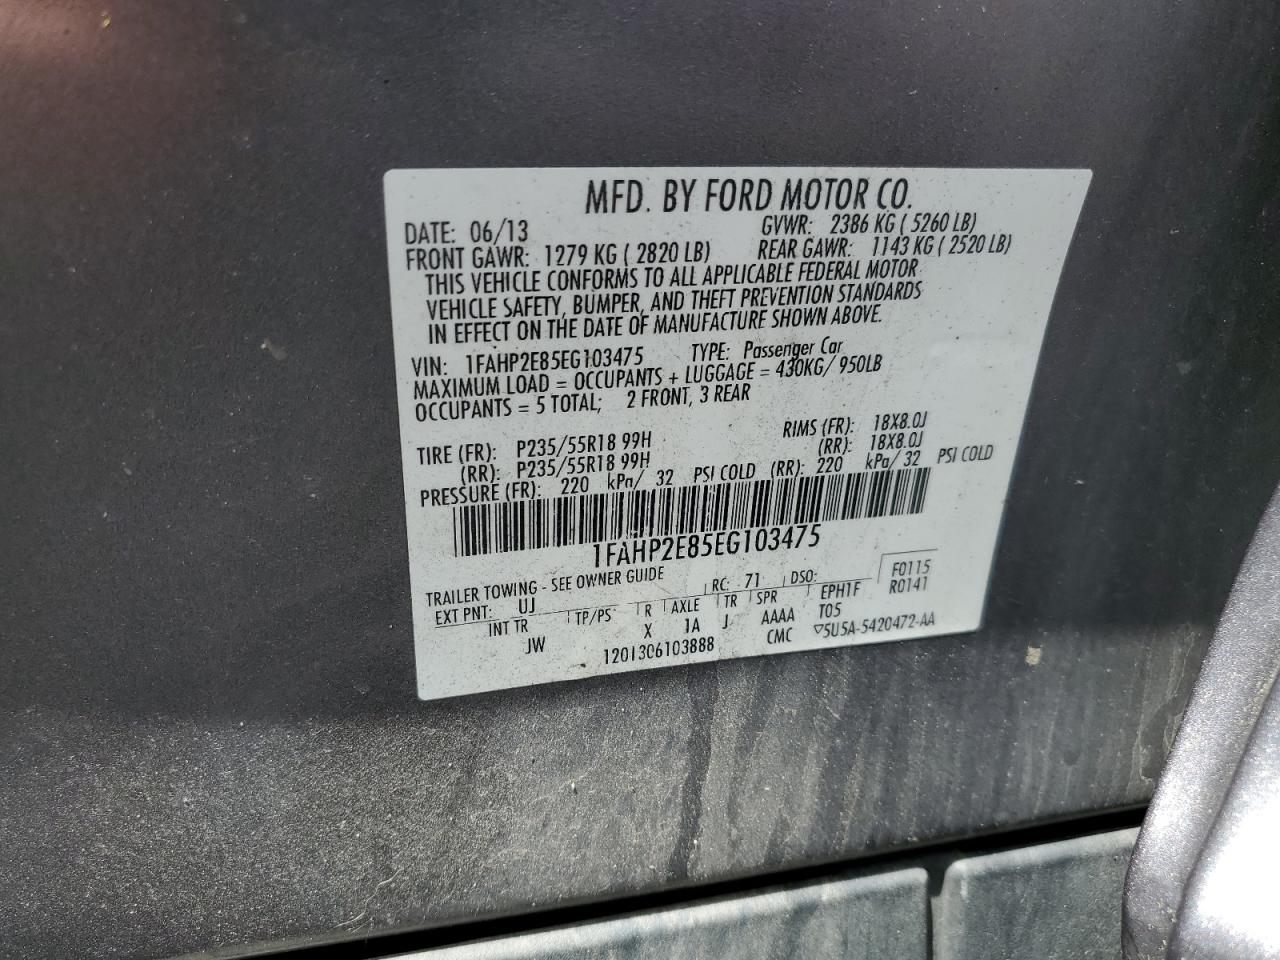 MFD. BY FORD MOTOR CO.
DATE: 06/13 GVWR: 2386 KG ( 5260 LB)
FRONT GAWR: 1279 KG ( 2820 LB) REAR GAWR: 1143 KG ( 2520 LB)
THIS VEHICLE CONFORMS TO ALL APPLICABLE FEDERAL MOTOR
VEHICLE SAFETY, BUMPER, AND THEFT PREVENTION STANDARDS
IN EFFECT ON THE DATE OF MANUFACTURE SHOWN ABOVE.
VIN: 1FAHP2E85EG103475 TYPE: Passenger Car
MAXIMUM LOAD = OCCUPANTS + LUGGAGE = 430KG/ 950LB
OCCUPANTS = 5 TOTAL; 2 FRONT, 3 REAR
TIRE (FR): P235/55R18 99H RIMS (FR): 18X8.0J
(RR): P235/55R18 99H (RR): 18X8.0J
PRESSURE (FR): 220 kPa/ 32 PSI COLD (RR): 220 kPa/ 32 PSI COLD
1FAHP2E85EG103475
TRAILER TOWING - SEE OWNER GUIDE
F0115
EXT PNT: UJ RC: 71 DSO: R0141
INT TR TP/PS R AXLE TR SPR EPH1F
JW X 1A J AAAA T05
1201306103888 CMC ▽5U5A-5420472-AA